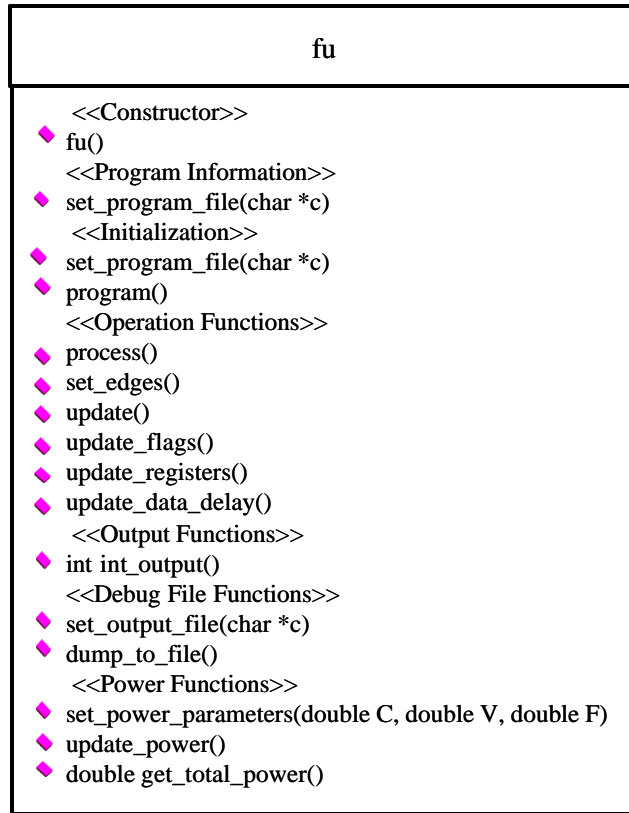 fu
<<Constructor>>
fu()
<<Program Information>>
set_program_file(char *c)
<<Initialization>>
set_program_file(char *c)
program()
<<Operation Functions>>
process()
set_edges()
update()
update_flags()
update_registers()
update_data_delay()
<<Output Functions>>
int int_output()
<<Debug File Functions>>
set_output_file(char *c)
dump_to_file()
<<Power Functions>>
set_power_parameters(double C, double V, double F)
update_power()
double get_total_power()